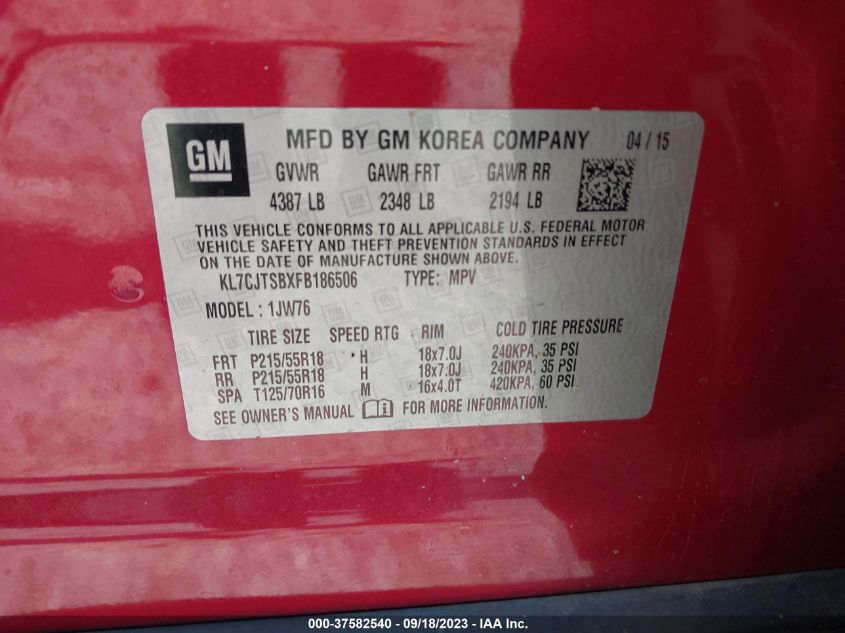 GM MFD BY GM KOREA COMPANY 04 / 15
GVWR GAWR FRT GAWR RR
4387 LB 2348 LB 2194 LB
THIS VEHICLE CONFORMS TO ALL APPLICABLE U.S. FEDERAL MOTOR
VEHICLE SAFETY AND THEFT PREVENTION STANDARDS IN EFFECT
ON THE DATE OF MANUFACTURE SHOWN ABOVE.
KL7CJTSBXFB186506 TYPE: MPV
MODEL : 1JW76
TIRE SIZE SPEED RTG RIM COLD TIRE PRESSURE
FRT P215/55R18 H 18x7.0J 240KPA, 35 PSI
RR P215/55R18 H 18x7.0J 240KPA, 35 PSI
SPA T125/70R16 M 16x4.0T 420KPA, 60 PSI
SEE OWNER'S MANUAL FOR MORE INFORMATION.
000-37582540 - 09/18/2023 - IAA Holdings, LLC.